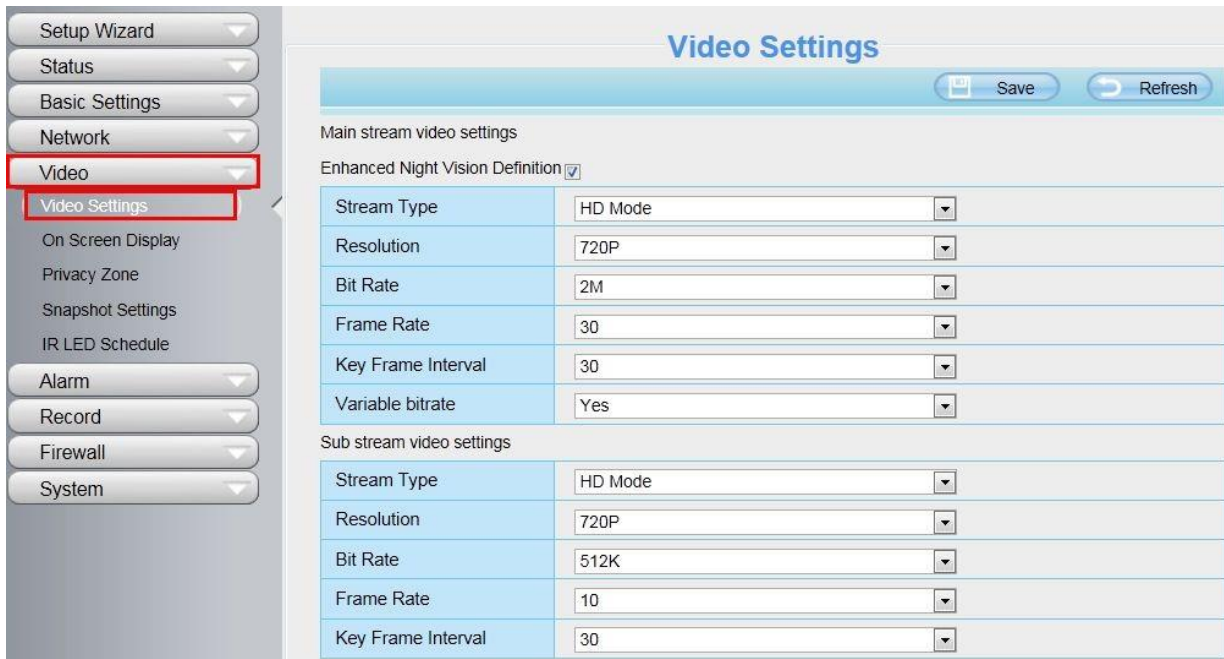 Setup Wizard
Status
Basic Settings
Network
Video
Video Settings
On Screen Display
Privacy Zone
Snapshot Settings
IR LED Schedule
Alarm
Record
Firewall
System
Video Settings
Save Refresh
Main stream video settings
Enhanced Night Vision Definition
Stream Type HD Mode
Resolution 720P
Bit Rate 2M
Frame Rate 30
Key Frame Interval 30
Variable bitrate Yes
Sub stream video settings
Stream Type HD Mode
Resolution 720P
Bit Rate 512K
Frame Rate 10
Key Frame Interval 30